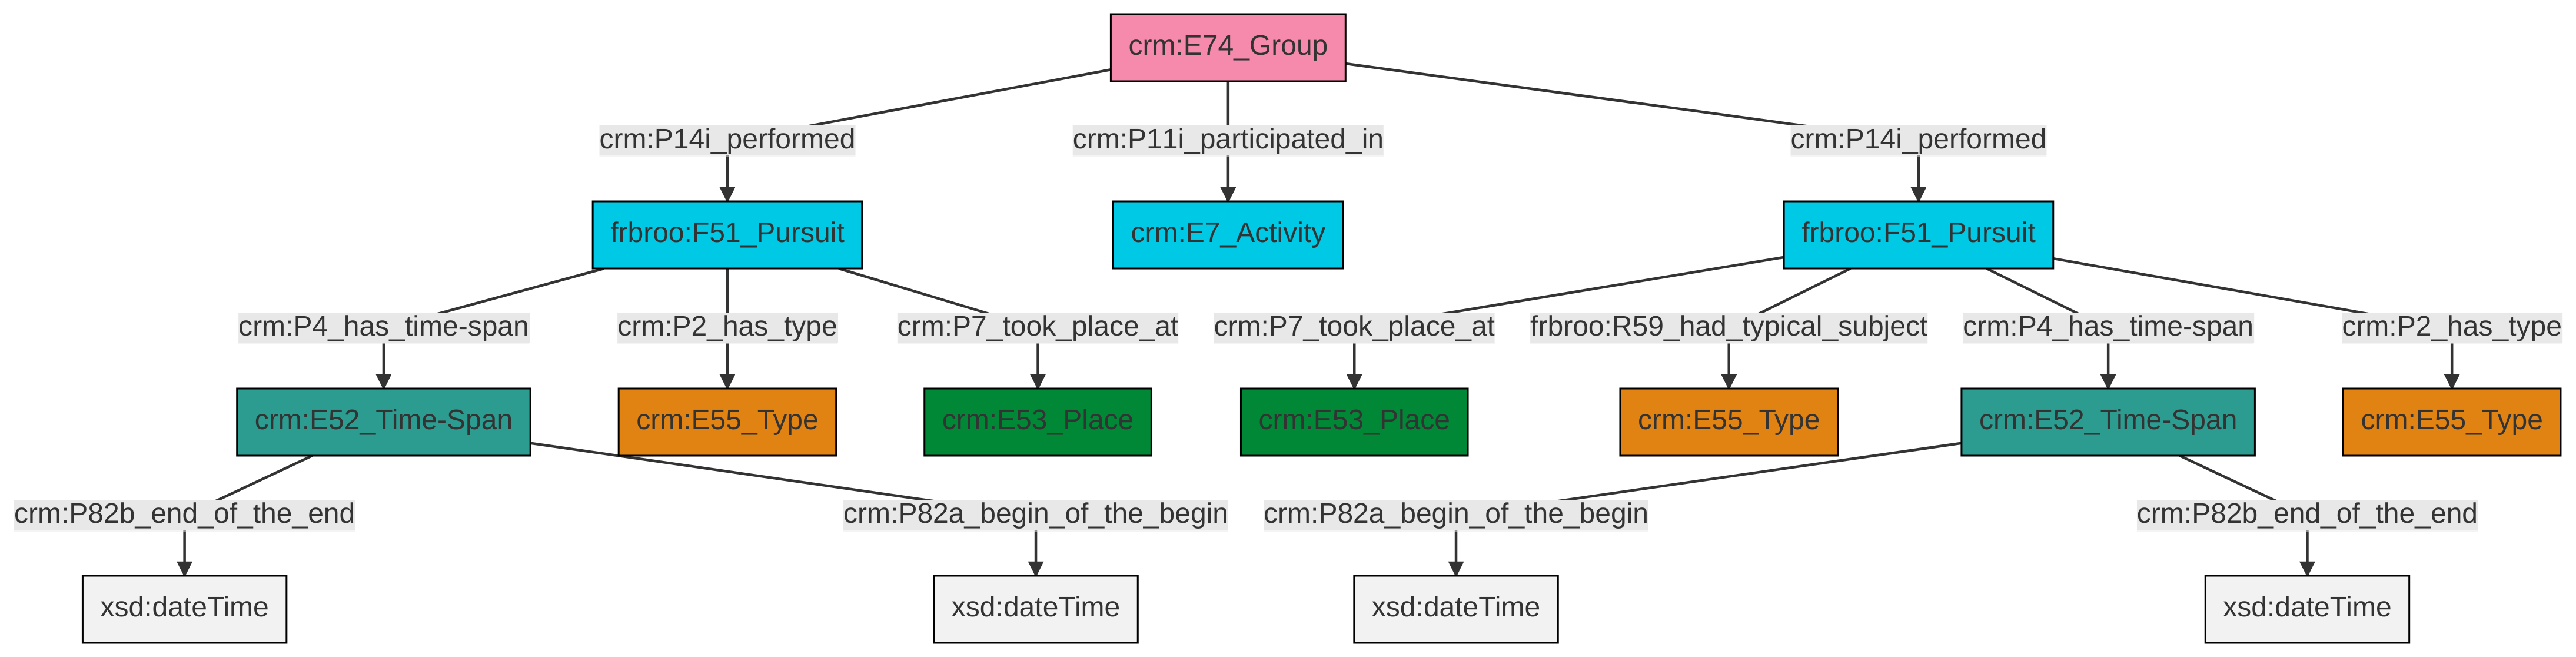 crm:E74_Group
crm:P14i_performed
crm:P11i_participated_in
crm:P14i_performed
frbroo:F51_Pursuit
crm:E7_Activity
frbroo:F51_Pursuit
crm:P4_has_time-span
crm:P2_has_type
crm:P7_took_place_at
crm:P7_took_place_at
frbroo:R59_had_typical_subject
crm:P4_has_time-span
crm:P2_has_type
crm:E52_Time-Span
crm:E55_Type
crm:E53_Place
crm:E53_Place
crm:E55_Type
crm:E52_Time-Span
crm:E55_Type
crm:P82b_end_of_the_end
crm:P82a_begin_of_the_begin
crm:P82a_begin_of_the_begin
crm:P82b_end_of_the_end
xsd:dateTime
xsd:dateTime
xsd:dateTime
xsd:dateTime